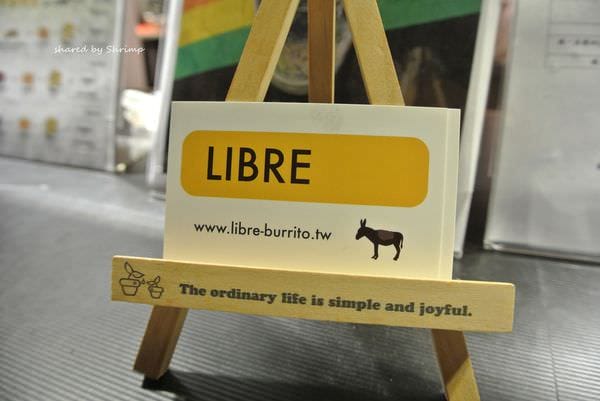 shared by Shrimp
LIBRE
www.libre-burrito.tw
The ordinary life is simple and joyful.